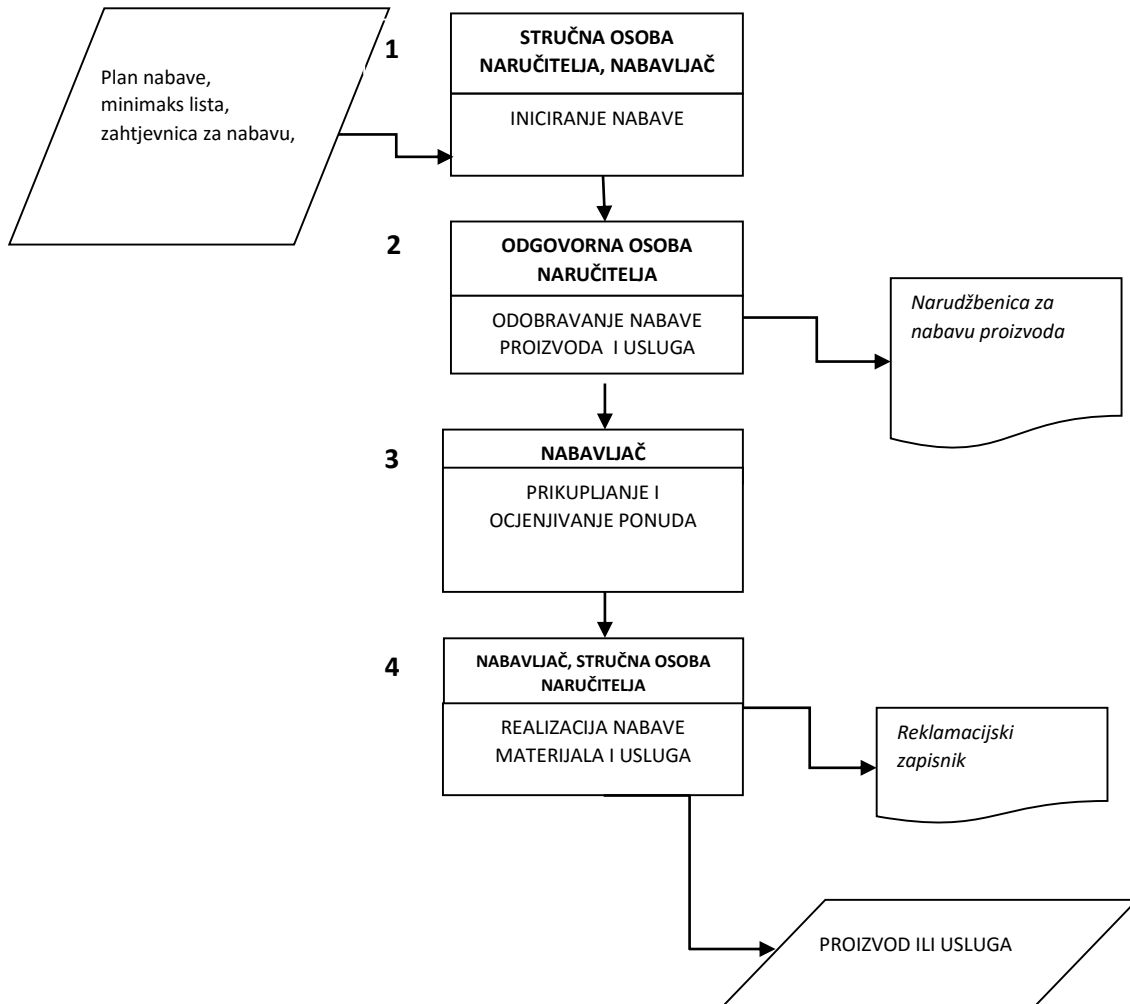 Plan nabave,
minimaks lista,
zahtjevnica za nabavu,
1
STRUČNA OSOBA
NARUČITELJA, NABAVLJAČ
INICIRANJE NABAVE
2
ODGOVORNA OSOBA
NARUČITELJA
ODOBRAVANJE NABAVE
PROIZVODA I USLUGA
Narudžbenica za
nabavu proizvoda
3
NABAVLJAČ
PRIKUPLJANJE I
OCJENJIVANJE PONUDA
4
NABAVLJAČ, STRUČNA OSOBA
NARUČITELJA
REALIZACIJA NABAVE
MATERIJALA I USLUGA
Reklamacijski
zapisnik
PROIZVOD ILI USLUGA